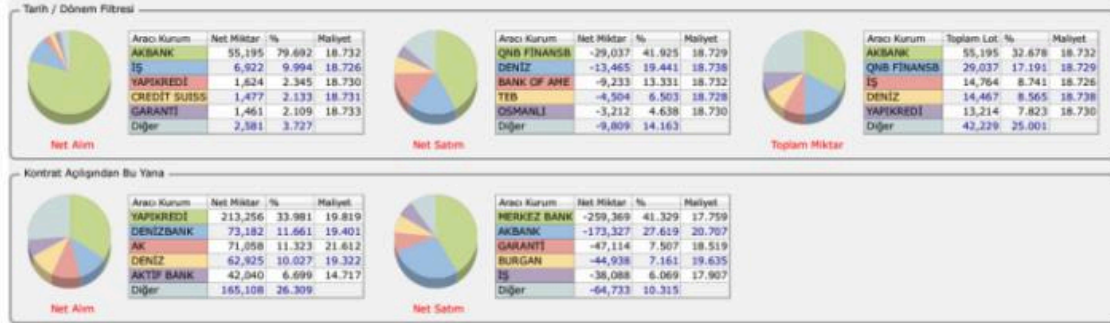 Tarih / Dönem Filtresi
Aracı Kurum Net Miktar % Maliyet
AKBANK 55,195 79.692 18.732
İŞ 6,922 9.994 18.726
YAPIKREDİ 1,624 2.345 18.730
CREDİT SUISS 1,477 2.133 18.731
GARANTİ 1,461 2.109 18.733
Diğer 2,581 3.727
Net Alım
Aracı Kurum Net Miktar % Maliyet
QNB FİNANSB -29,037 41.925 18.729
DENİZ -13,465 19.441 18.738
BANK OF AME -9,233 13.331 18.732
TEB -4,504 6.503 18.728
OSMANLI -3,212 4.638 18.730
Diğer -9,809 14.163
Net Satım
Aracı Kurum Toplam Lot % Maliyet
AKBANK 55,195 32.678 18.732
QNB FİNANSB 29,037 17.191 18.729
İŞ 14,764 8.741 18.726
DENİZ 14,467 8.565 18.738
YAPIKREDİ 13,214 7.823 18.730
Diğer 42,229 25.001
Toplam Miktar
Kontrat Açılışından Bu Yana
Aracı Kurum Net Miktar % Maliyet
YAPIKREDİ 213,256 33.981 19.819
DENİZBANK 73,182 11.661 19.401
AK 71,058 11.323 21.612
DENİZ 62,925 10.027 19.322
AKTİF BANK 42,040 6.699 14.717
Diğer 165,108 26.309
Net Alım
Aracı Kurum Net Miktar % Maliyet
MERKEZ BANK -259,369 41.329 17.759
AKBANK -173,327 27.619 20.707
GARANTİ -47,114 7.507 18.519
BURGAN -44,938 7.161 19.635
İŞ -38,088 6.069 17.907
Diğer -64,733 10.315
Net Satım